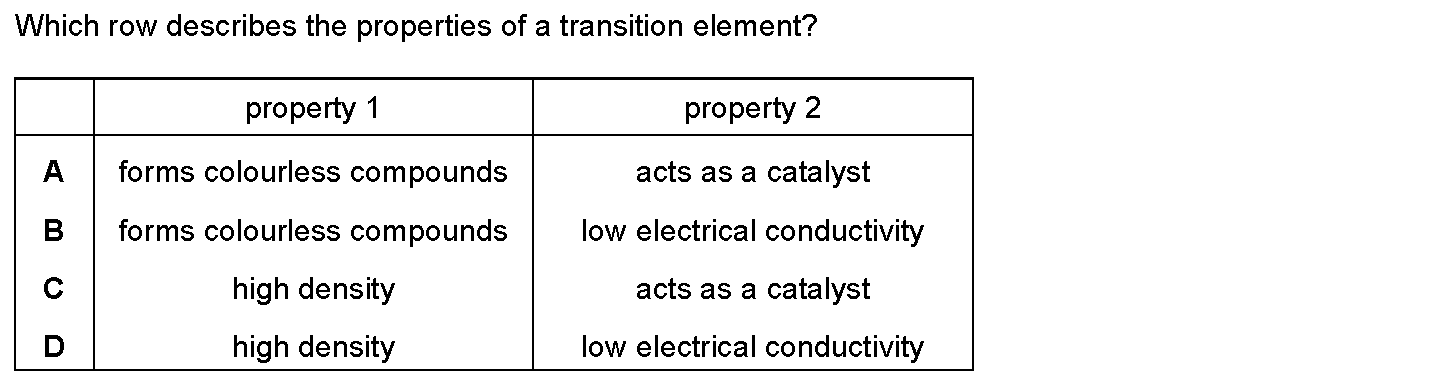 Which row describes the properties of a transition element?
property 1 property 2
A forms colourless compounds acts as a catalyst
B forms colourless compounds low electrical conductivity
C high density acts as a catalyst
D high density low electrical conductivity